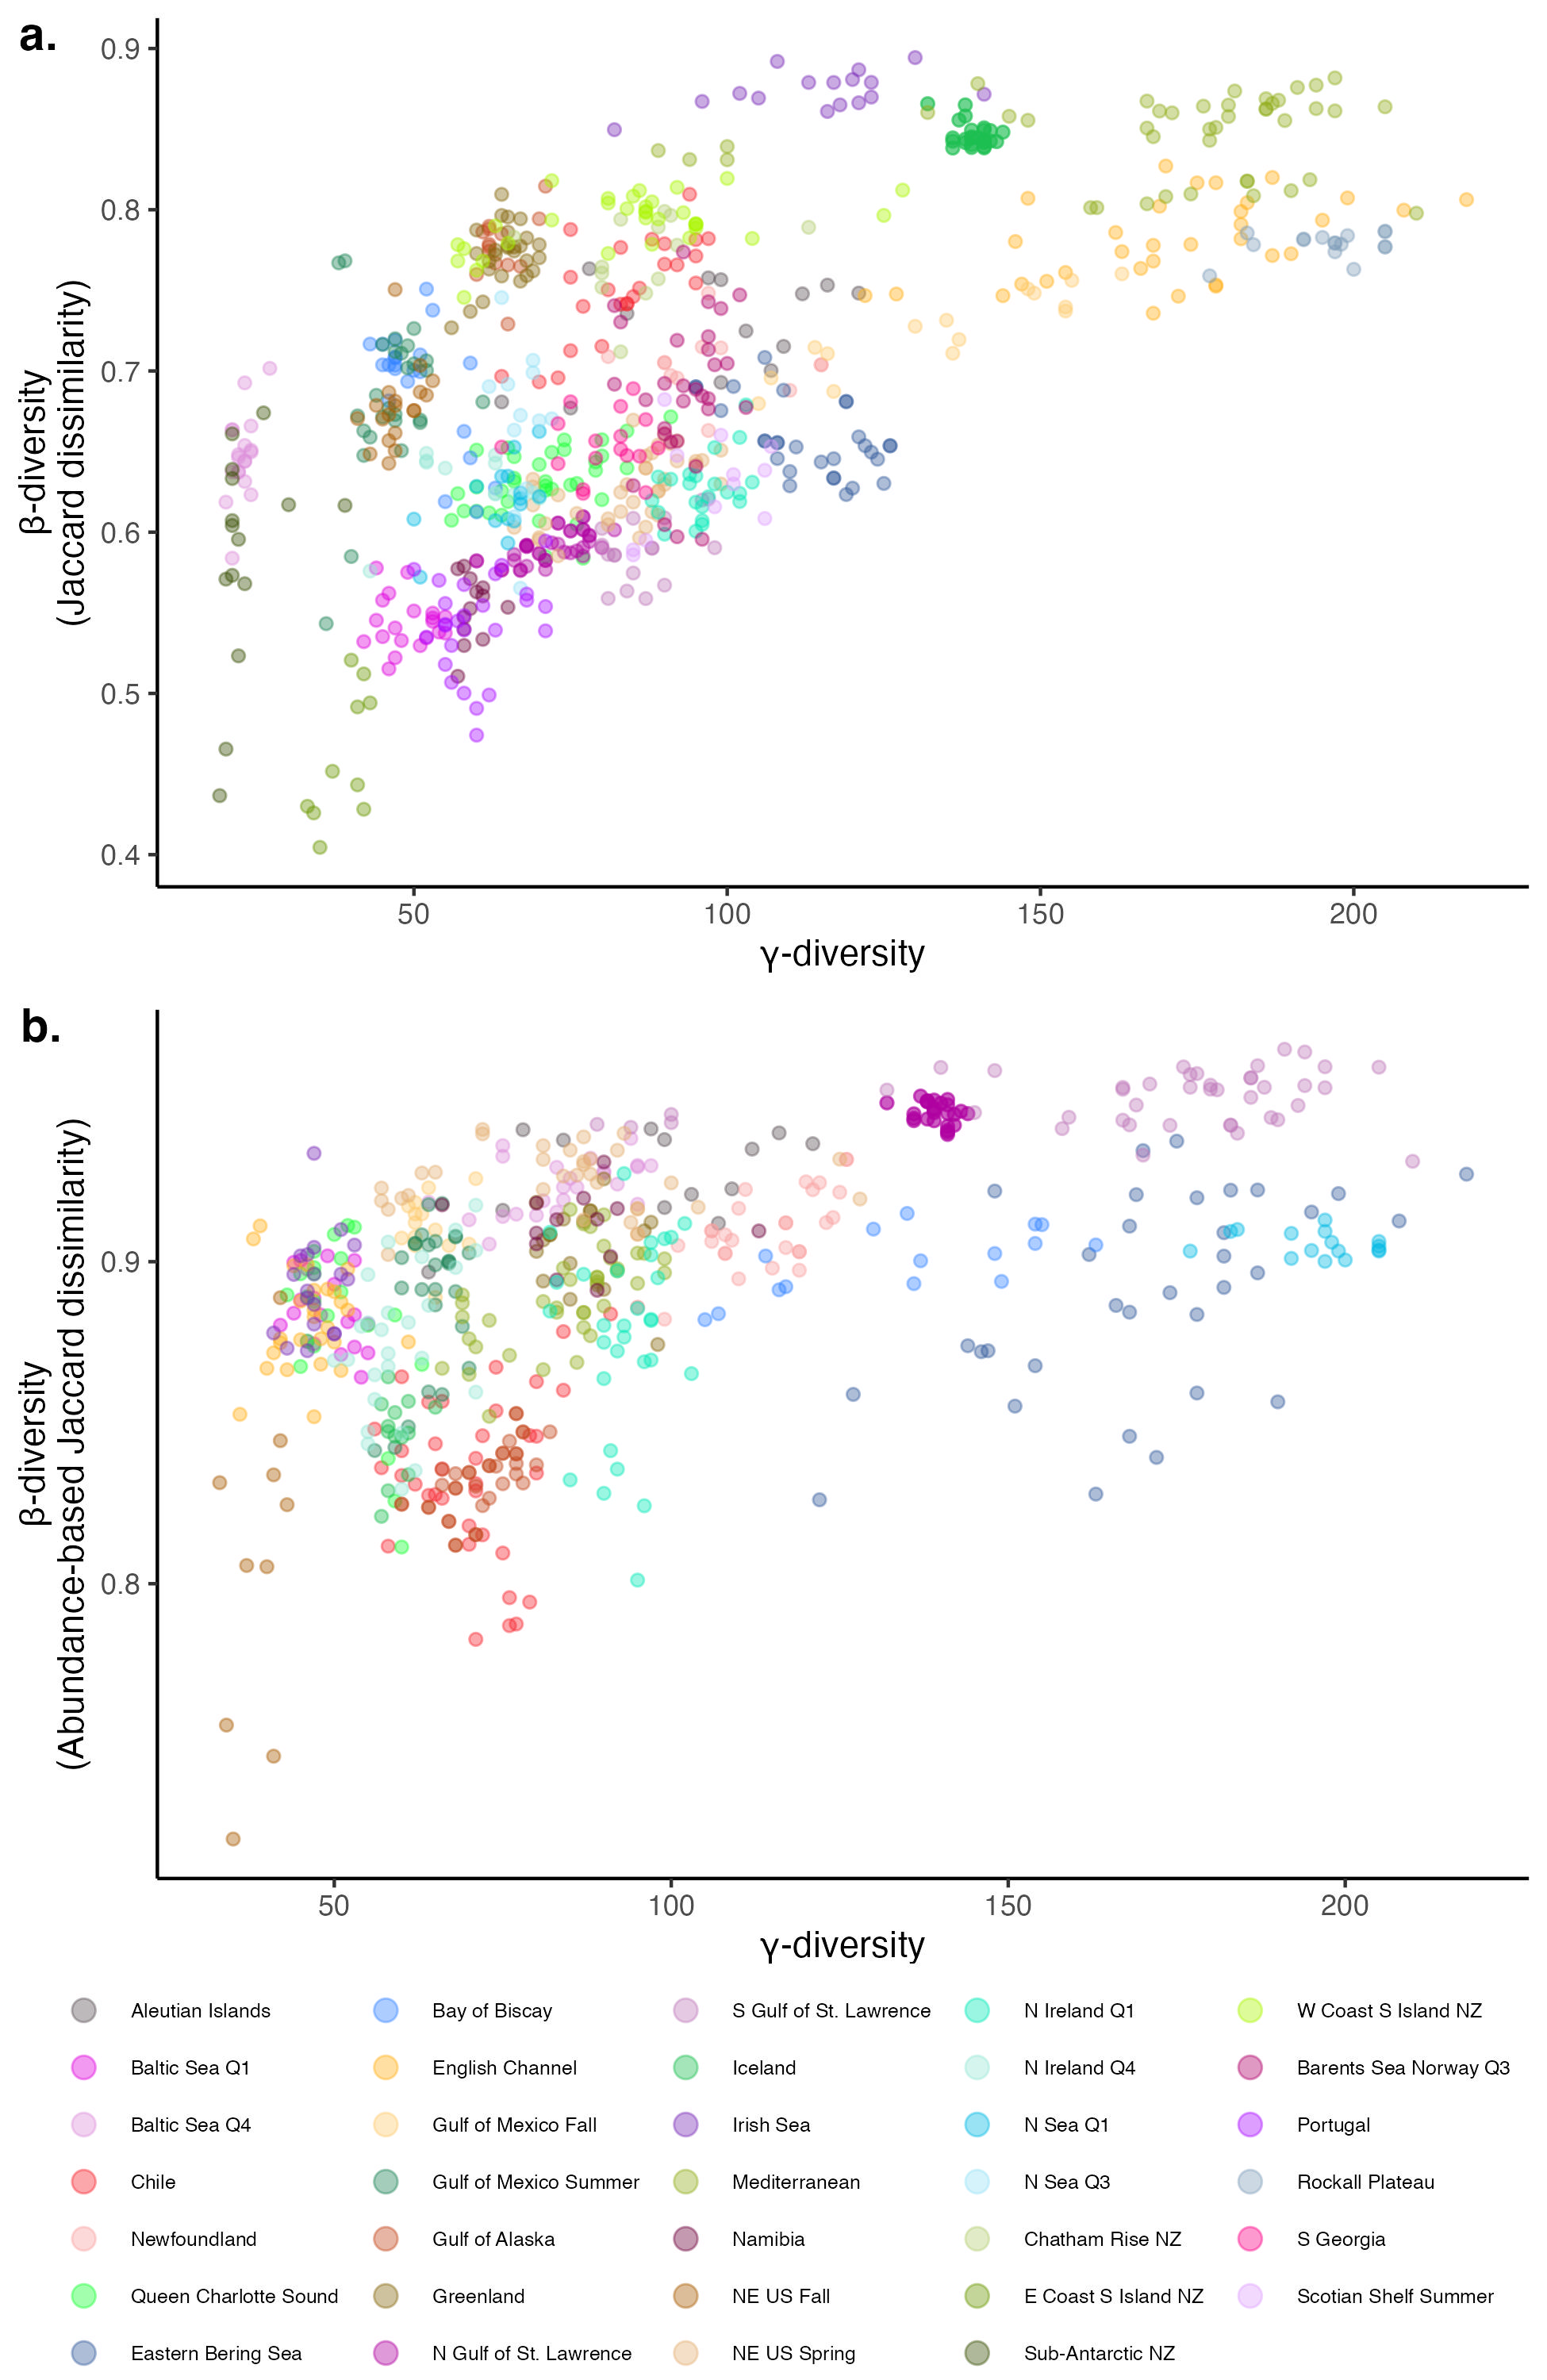 a.
0.9
0.8
0.7
0.6
0.5
0.4
β-diversity
(Jaccard dissimilarity)
50 100 150 200
γ-diversity
b.
0.9
0.8
β-diversity
(Abundance-based Jaccard dissimilarity)
50 100 150 200
γ-diversity
Aleutian Islands Bay of Biscay S Gulf of St. Lawrence N Ireland Q1 W Coast S Island NZ
Baltic Sea Q1 English Channel Iceland N Ireland Q4 Barents Sea Norway Q3
Baltic Sea Q4 Gulf of Mexico Fall Irish Sea N Sea Q1 Portugal
Chile Gulf of Mexico Summer Mediterranean N Sea Q3 Rockall Plateau
Newfoundland Gulf of Alaska Namibia Chatham Rise NZ S Georgia
Queen Charlotte Sound Greenland NE US Fall E Coast S Island NZ Scotian Shelf Summer
Eastern Bering Sea N Gulf of St. Lawrence NE US Spring Sub-Antarctic NZ